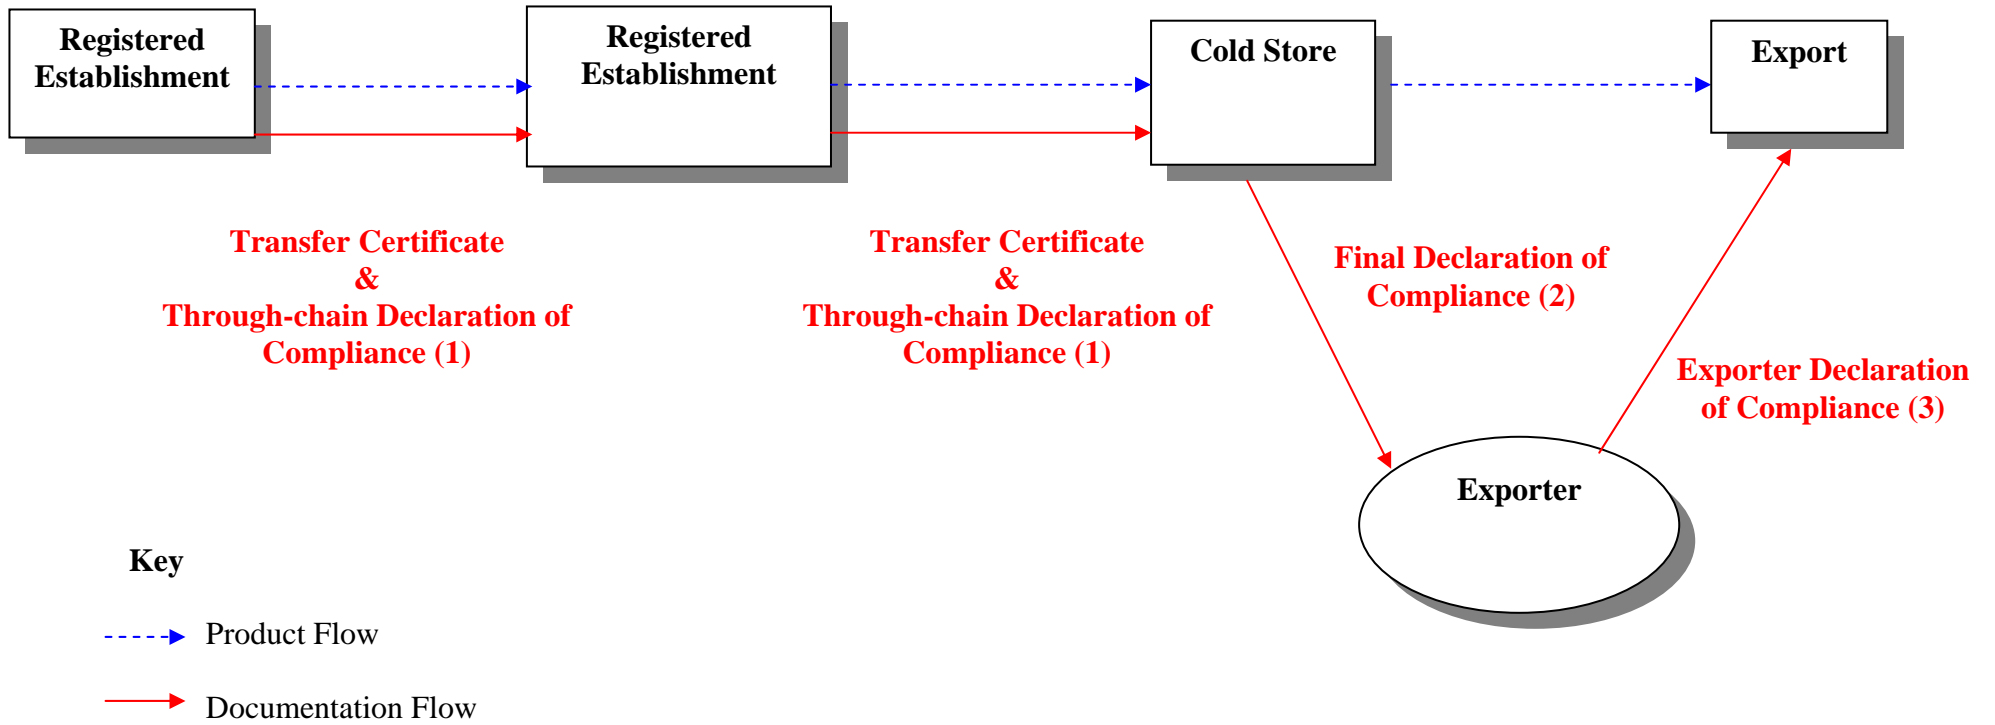 Registered
Establishment
Registered
Establishment
Cold Store
Export
Transfer Certificate
&
Through-chain Declaration of
Compliance (1)
Transfer Certificate
&
Through-chain Declaration of
Compliance (1)
Final Declaration of
Compliance (2)
Exporter Declaration
of Compliance (3)
Exporter
Key
Product Flow
Documentation Flow